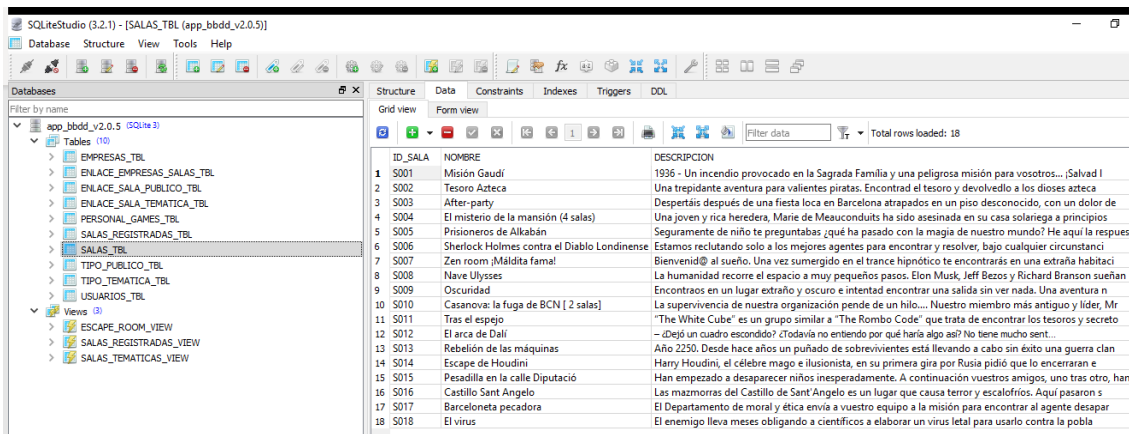 SQLiteStudio (3.2.1) - [SALAS_TBL (app_bbdd_v2.0.5)]
Database Structure View Tools Help
Databases
Filter by name
app_bbdd_v2.0.5 (SQLite 3)
Tables (10)
EMPRESAS_TBL
ENLACE_EMPRESAS_SALAS_TBL
ENLACE_SALA_PUBLICO_TBL
ENLACE_SALA_TEMATICA_TBL
PERSONAL_GAMES_TBL
SALAS_REGISTRADAS_TBL
SALAS_TBL
TIPO_PUBLICO_TBL
TIPO_TEMATICA_TBL
USUARIOS_TBL
Views (3)
ESCAPE_ROOM_VIEW
SALAS_REGISTRADAS_VIEW
SALAS_TEMATICAS_VIEW
Structure Data Constraints Indexes Triggers DDL
Grid view Form view
1 Filter data Total rows loaded: 18
ID_SALA NOMBRE DESCRIPCION
1 S001 Misión Gaudí 1936 - Un incendio provocado en la Sagrada Família y una peligrosa misión para vosotros... ¡Salvad l
2 S002 Tesoro Azteca Una trepidante aventura para valientes piratas. Encontrad el tesoro y devolvedlo a los dioses azteca
3 S003 After-party Despertáis después de una fiesta loca en Barcelona atrapados en un piso desconocido, con un dolor de
4 S004 El misterio de la mansión (4 salas) Una joven y rica heredera, Marie de Meauconduits ha sido asesinada en su casa solariega a principios
5 S005 Prisioneros de Alkabán Seguramente de niño te preguntabas ¿qué ha pasado con la magia de nuestro mundo? He aquí la respues
6 S006 Sherlock Holmes contra el Diablo Londinense Estamos reclutando solo a los mejores agentes para encontrar y resolver, bajo cualquier circunstanci
7 S007 Zen room ¡Máldita fama! Bienvenid@ al sueño. Una vez sumergido en el trance hipnótico te encontrarás en una extraña habitaci
8 S008 Nave Ulysses La humanidad recorre el espacio a muy pequeños pasos. Elon Musk, Jeff Bezos y Richard Branson sueñan
9 S009 Oscuridad Encontraos en un lugar extraño y oscuro e intentad encontrar una salida sin ver nada. Una aventura n
10 S010 Casanova: la fuga de BCN [ 2 salas] La supervivencia de nuestra organización pende de un hilo.... Nuestro miembro más antiguo y líder, Mr
11 S011 Tras el espejo "The White Cube" es un grupo similar a "The Rombo Code" que trata de encontrar los tesoros y secreto
12 S012 El arca de Dalí – ¿Dejó un cuadro escondido? ¿Todavía no entiendo por qué haría algo así? No tiene mucho sent...
13 S013 Rebelión de las máquinas Año 2250. Desde hace años un puñado de sobrevivientes está llevando a cabo sin éxito una guerra clan
14 S014 Escape de Houdini Harry Houdini, el célebre mago e ilusionista, en su primera gira por Rusia pidió que lo encerraran e
15 S015 Pesadilla en la calle Diputació Han empezado a desaparecer niños inesperadamente. A continuación vuestros amigos, uno tras otro, han
16 S016 Castillo Sant Angelo Las mazmorras del Castillo de Sant'Angelo es un lugar que causa terror y escalofríos. Aquí pasaron s
17 S017 Barceloneta pecadora El Departamento de moral y ética envía a vuestro equipo a la misión para encontrar al agente desapar
18 S018 El virus El enemigo lleva meses obligando a científicos a elaborar un virus letal para usarlo contra la pobla